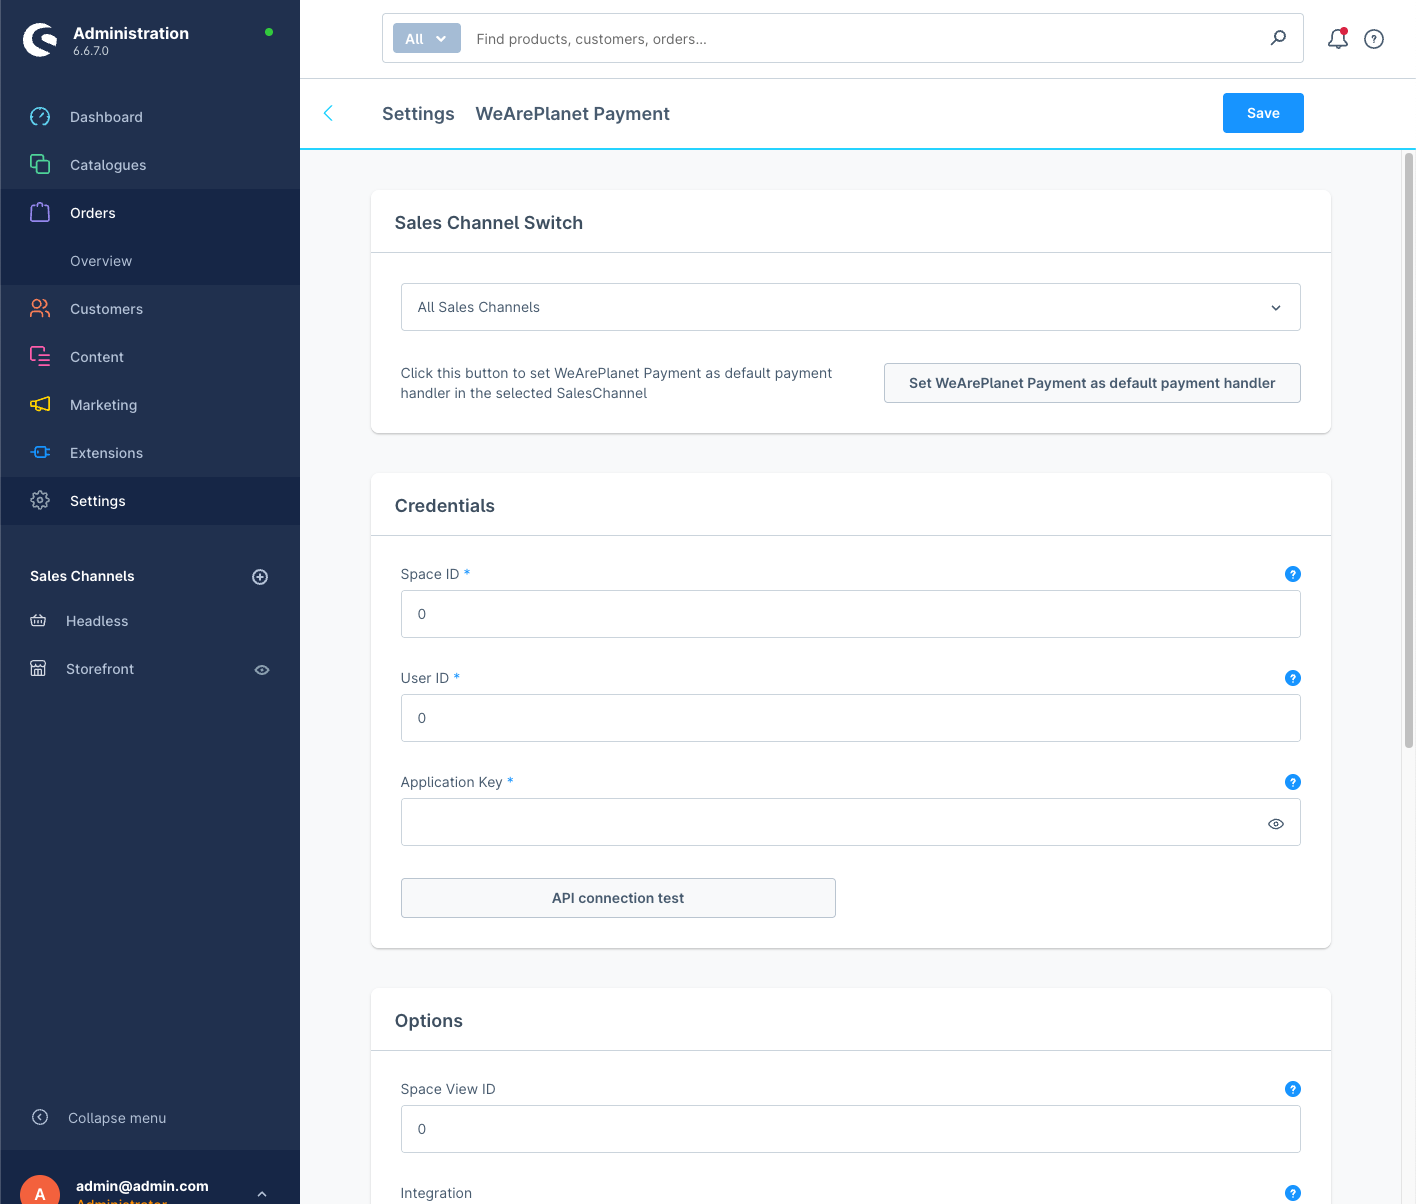 Administration
6.6.7.0
Dashboard
Catalogues
Orders
Overview
Customers
Content
Marketing
Extensions
Settings
Sales Channels
Headless
Storefront
Collapse menu
A
admin@admin.com
Administrator
All
Find products, customers, orders...
Settings WeArePlanet Payment
Save
Sales Channel Switch
All Sales Channels
Click this button to set WeArePlanet Payment as default payment
handler in the selected SalesChannel
Set WeArePlanet Payment as default payment handler
Credentials
Space ID *
0
User ID *
0
Application Key *
API connection test
Options
Space View ID
0
Integration